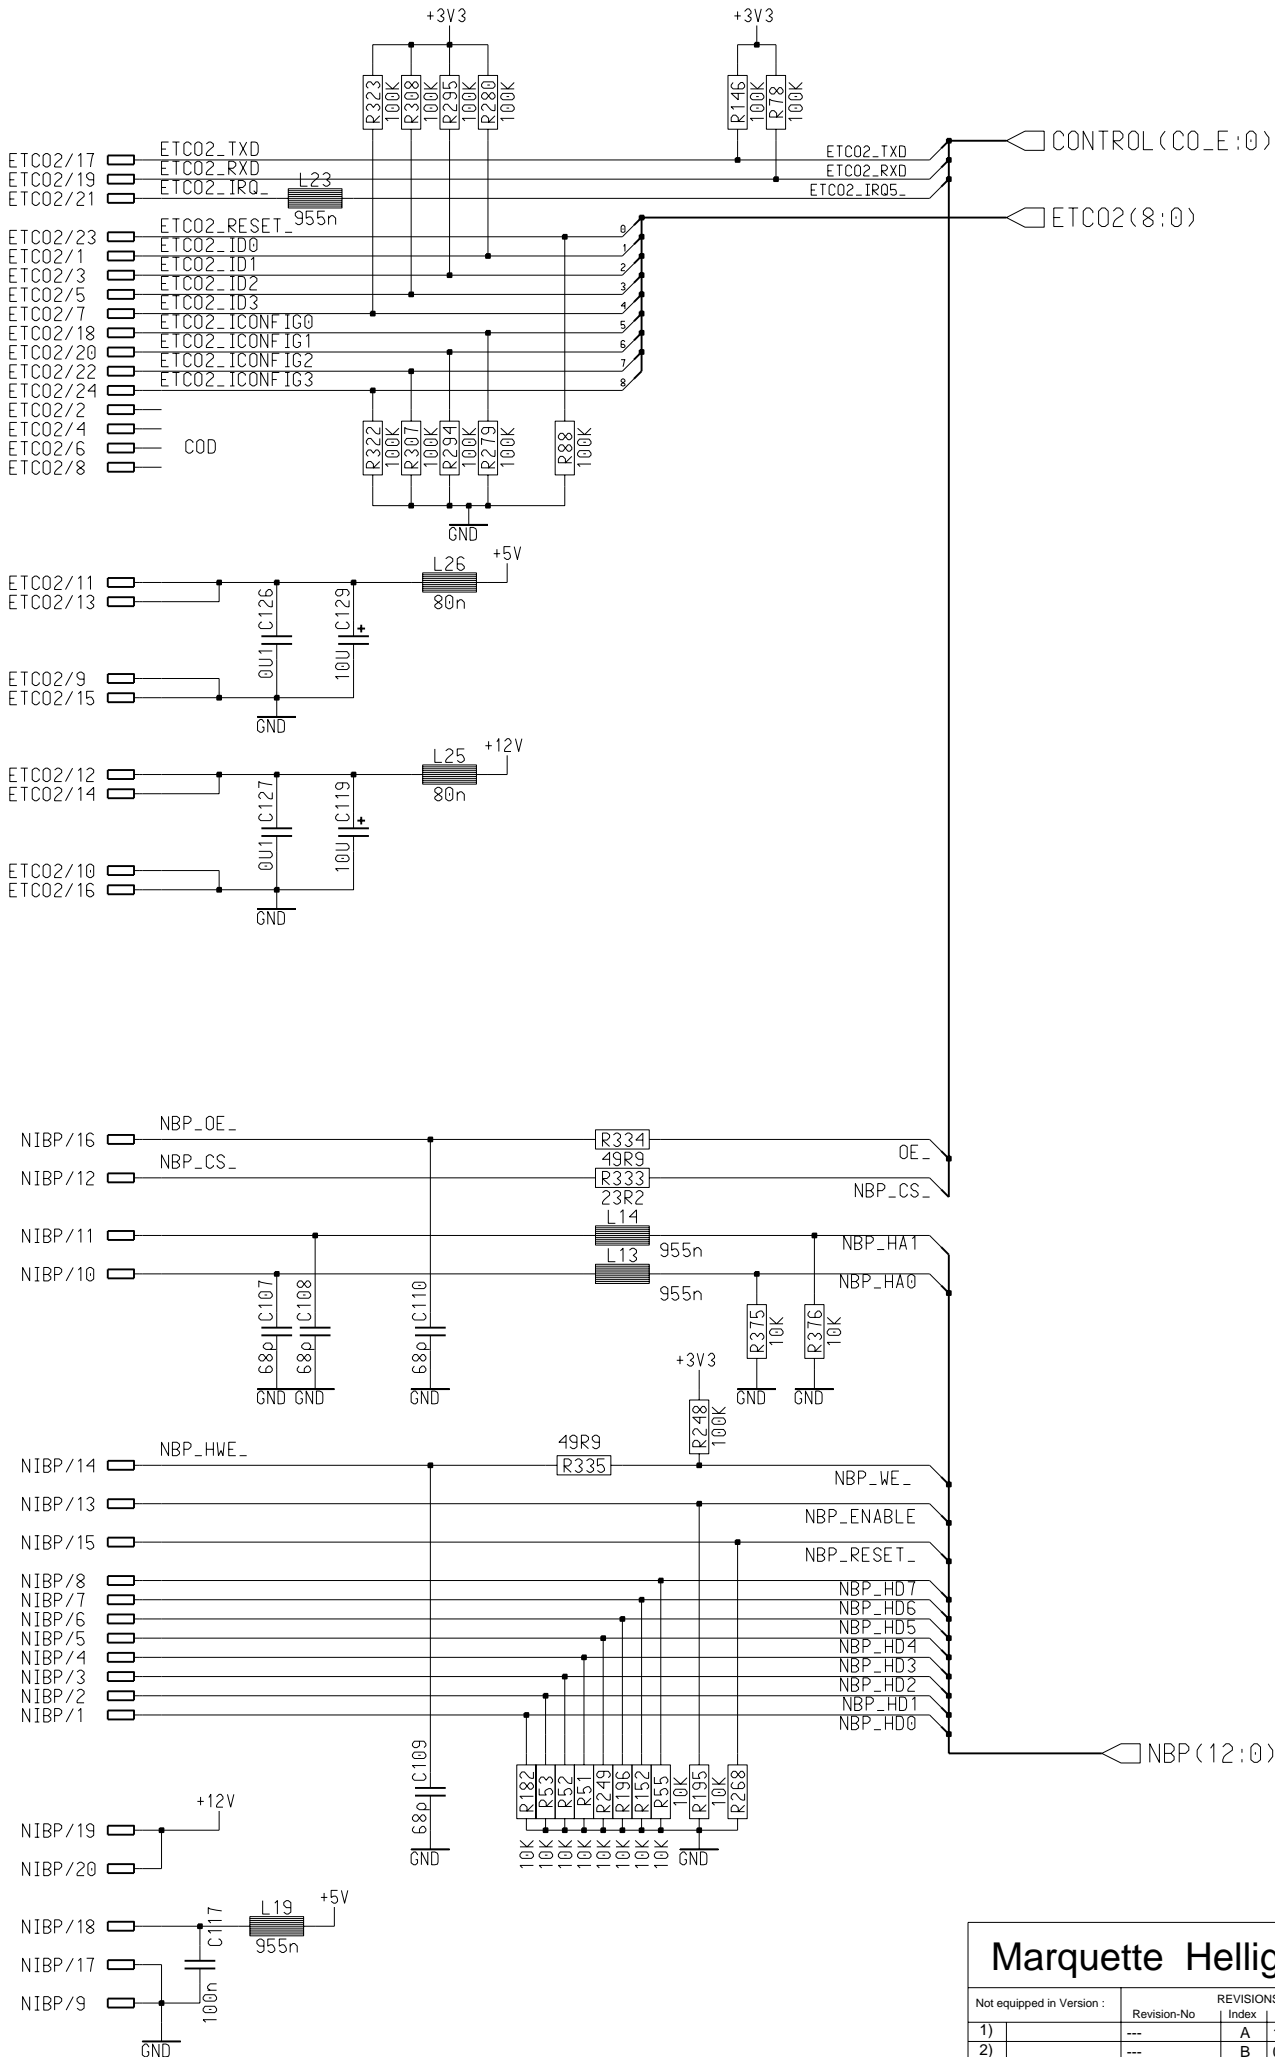 +3V3
+3V3
R323 100K
R308 100K
R295 100K
R280 100K
R146 100K
R78 100K
ETCO2/17 ETCO2_TXD ETCO2_TXD
ETCO2/19 ETCO2_RXD ETCO2_RXD
ETCO2/21 ETCO2_IRQ_ L23 955n ETCO2_IRQ5_
CONTROL(CO_E:0)
ETCO2(8:0)
ETCO2/23 ETCO2_RESET_ 0
ETCO2/1 ETCO2_ID0 1
ETCO2/3 ETCO2_ID1 2
ETCO2/5 ETCO2_ID2 3
ETCO2/7 ETCO2_ID3 4
ETCO2/18 ETCO2_ICONFIG0 5
ETCO2/20 ETCO2_ICONFIG1 6
ETCO2/22 ETCO2_ICONFIG2 7
ETCO2/24 ETCO2_ICONFIG3 8
ETCO2/2
ETCO2/4
ETCO2/6 COD
ETCO2/8
R322 100K
R307 100K
R294 100K
R279 100K
R88 100K
GND
+5V
ETCO2/11 L26
ETCO2/13 80n
0U1 C126
10U C129
+
ETCO2/9
ETCO2/15
GND
+12V
ETCO2/12 L25
ETCO2/14 80n
0U1 C127
10U C119
+
ETCO2/10
ETCO2/16
GND
NIBP/16 NBP_OE_ R334 49R9 OE_
NIBP/12 NBP_CS_ R333 23R2 NBP_CS_
NIBP/11 L14 955n NBP_HA1
NIBP/10 L13 955n NBP_HA0
68p C107
68p C108
68p C110
R375 10K
R376 10K
GND GND GND GND GND
+3V3
R248 100K
NIBP/14 NBP_HWE_ 49R9 R335 NBP_WE_
NIBP/13 NBP_ENABLE
NIBP/15 NBP_RESET_
NIBP/8 NBP_HD7
NIBP/7 NBP_HD6
NIBP/6 NBP_HD5
NIBP/5 NBP_HD4
NIBP/4 NBP_HD3
NIBP/3 NBP_HD2
NIBP/2 NBP_HD1
NIBP/1 NBP_HD0
NBP(12:0)
68p C109
GND
R182 10K
R53 10K
R52 10K
R51 10K
R249 10K
R196 10K
R152 10K
R55 10K
10K R195
10K R268
GND
+12V
NIBP/19
NIBP/20
+5V
NIBP/18 L19
955n
C117
100n
NIBP/17
NIBP/9
GND
Marquette Hellig
Not equipped in Version :
REVISIONS
Revision-No Index
1) --- A
2) --- B